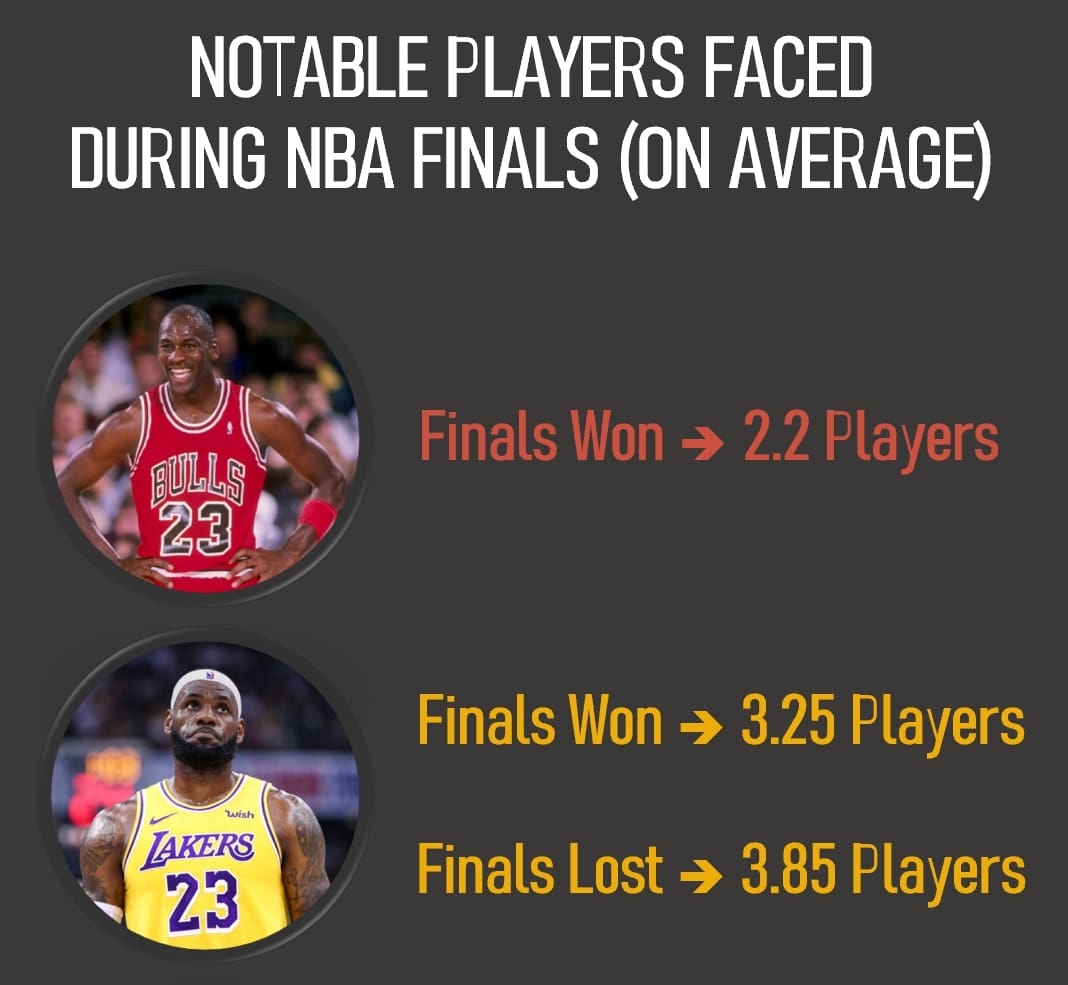 NOTABLE PLAYERS FACED
DURING NBA FINALS (ON AVERAGE)
BULLS
23
Finals Won ➔ 2.2 Players
wish
LAKERS
23
Finals Won ➔ 3.25 Players
Finals Lost ➔ 3.85 Players